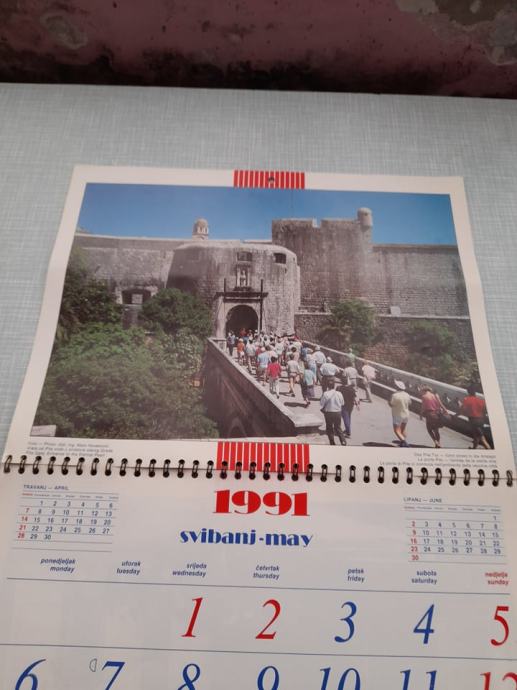 1991
svibanj-may
TRAVANJ — APRIL
1 2 3 4 5 6
7 8 9 10 11 12 13
14 15 16 17 18 19 20
21 22 23 24 25 26 27
28 29 30
LIPANJ — JUNE
1
2 3 4 5 6 7 8
9 10 11 12 13 14 15
16 17 18 19 20 21 22
23 24 25 26 27 28 29
30
ponedjeljak utorak srijeda četvrtak petak subota nedjelja
monday tuesday wednesday thursday friday saturday sunday
1 2 3 4 5
6 7 8 9 10 11 12